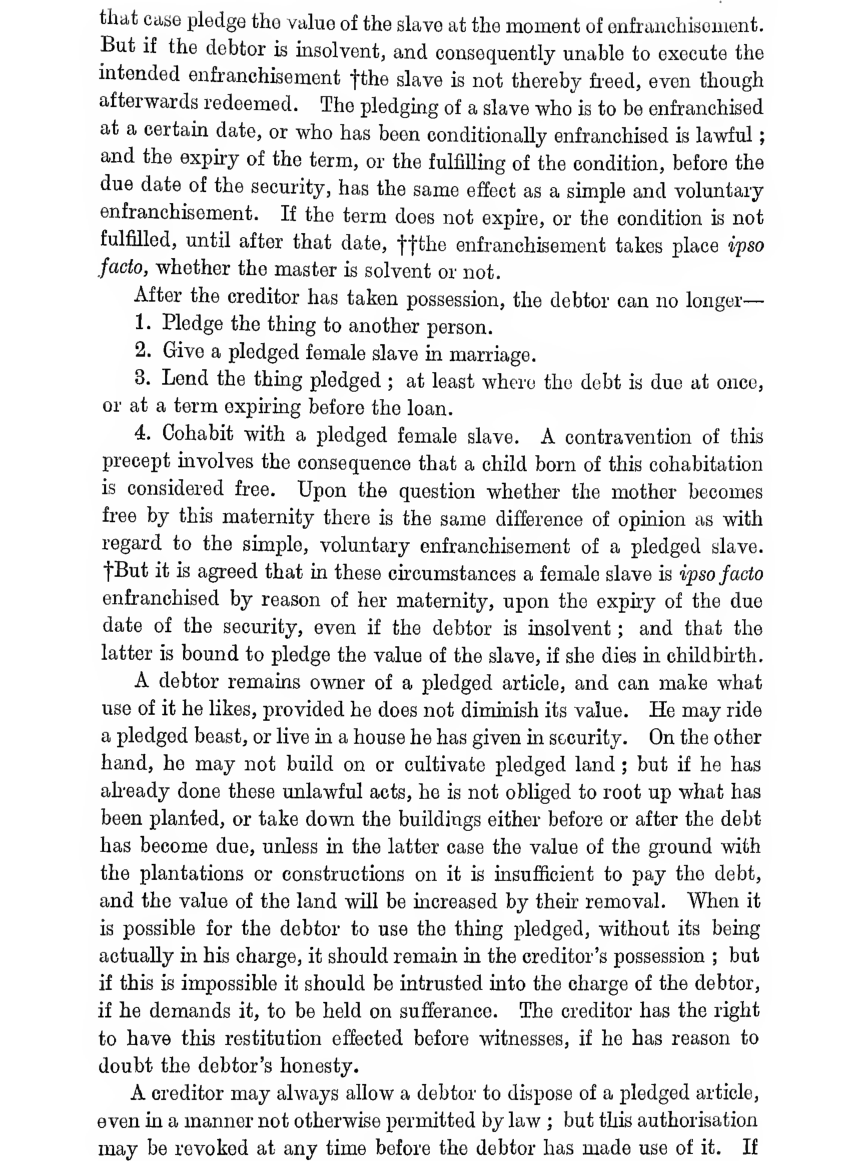 that case pledge the value of the slave at the moment of enfranchisement.
But if the debtor is insolvent, and consequently unable to execute the
intended enfranchisement †the slave is not thereby freed, even though
afterwards redeemed. The pledging of a slave who is to be enfranchised
at a certain date, or who has been conditionally enfranchised is lawful ;
and the expiry of the term, or the fulfilling of the condition, before the
due date of the security, has the same effect as a simple and voluntary
enfranchisement. If the term does not expire, or the condition is not
fulfilled, until after that date, ††the enfranchisement takes place ipso
facto, whether the master is solvent or not.
After the creditor has taken possession, the debtor can no longer—
1. Pledge the thing to another person.
2. Give a pledged female slave in marriage.
3. Lend the thing pledged ; at least where the debt is due at once,
or at a term expiring before the loan.
4. Cohabit with a pledged female slave. A contravention of this
precept involves the consequence that a child born of this cohabitation
is considered free. Upon the question whether the mother becomes
free by this maternity there is the same difference of opinion as with
regard to the simple, voluntary enfranchisement of a pledged slave.
†But it is agreed that in these circumstances a female slave is ipso facto
enfranchised by reason of her maternity, upon the expiry of the due
date of the security, even if the debtor is insolvent ; and that the
latter is bound to pledge the value of the slave, if she dies in childbirth.
A debtor remains owner of a pledged article, and can make what
use of it he likes, provided he does not diminish its value. He may ride
a pledged beast, or live in a house he has given in security. On the other
hand, he may not build on or cultivate pledged land ; but if he has
already done these unlawful acts, he is not obliged to root up what has
been planted, or take down the buildings either before or after the debt
has become due, unless in the latter case the value of the ground with
the plantations or constructions on it is insufficient to pay the debt,
and the value of the land will be increased by their removal. When it
is possible for the debtor to use the thing pledged, without its being
actually in his charge, it should remain in the creditor's possession ; but
if this is impossible it should be intrusted into the charge of the debtor,
if he demands it, to be held on sufferance. The creditor has the right
to have this restitution effected before witnesses, if he has reason to
doubt the debtor's honesty.
A creditor may always allow a debtor to dispose of a pledged article,
even in a manner not otherwise permitted by law ; but this authorisation
may be revoked at any time before the debtor has made use of it. If